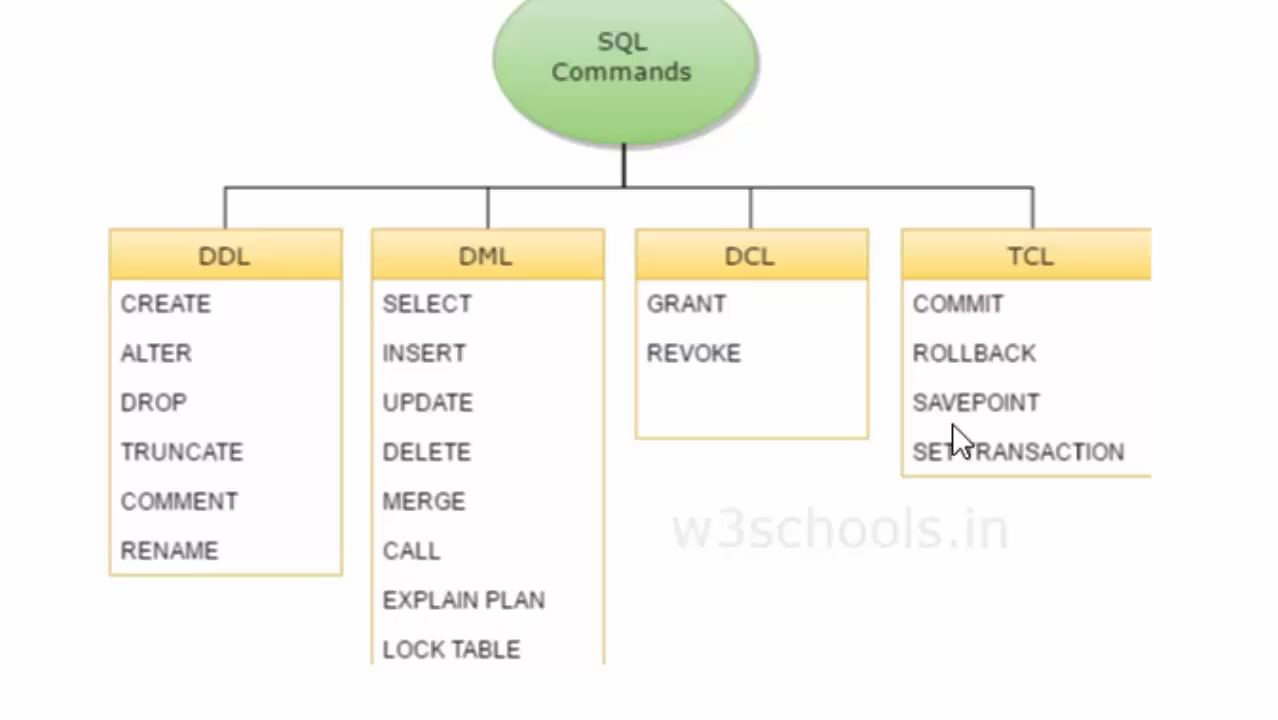 SQL
Commands
DDL
CREATE
ALTER
DROP
TRUNCATE
COMMENT
RENAME
DML
SELECT
INSERT
UPDATE
DELETE
MERGE
CALL
EXPLAIN PLAN
LOCK TABLE
DCL
GRANT
REVOKE
TCL
COMMIT
ROLLBACK
SAVEPOINT
SET TRANSACTION
w3schools.in